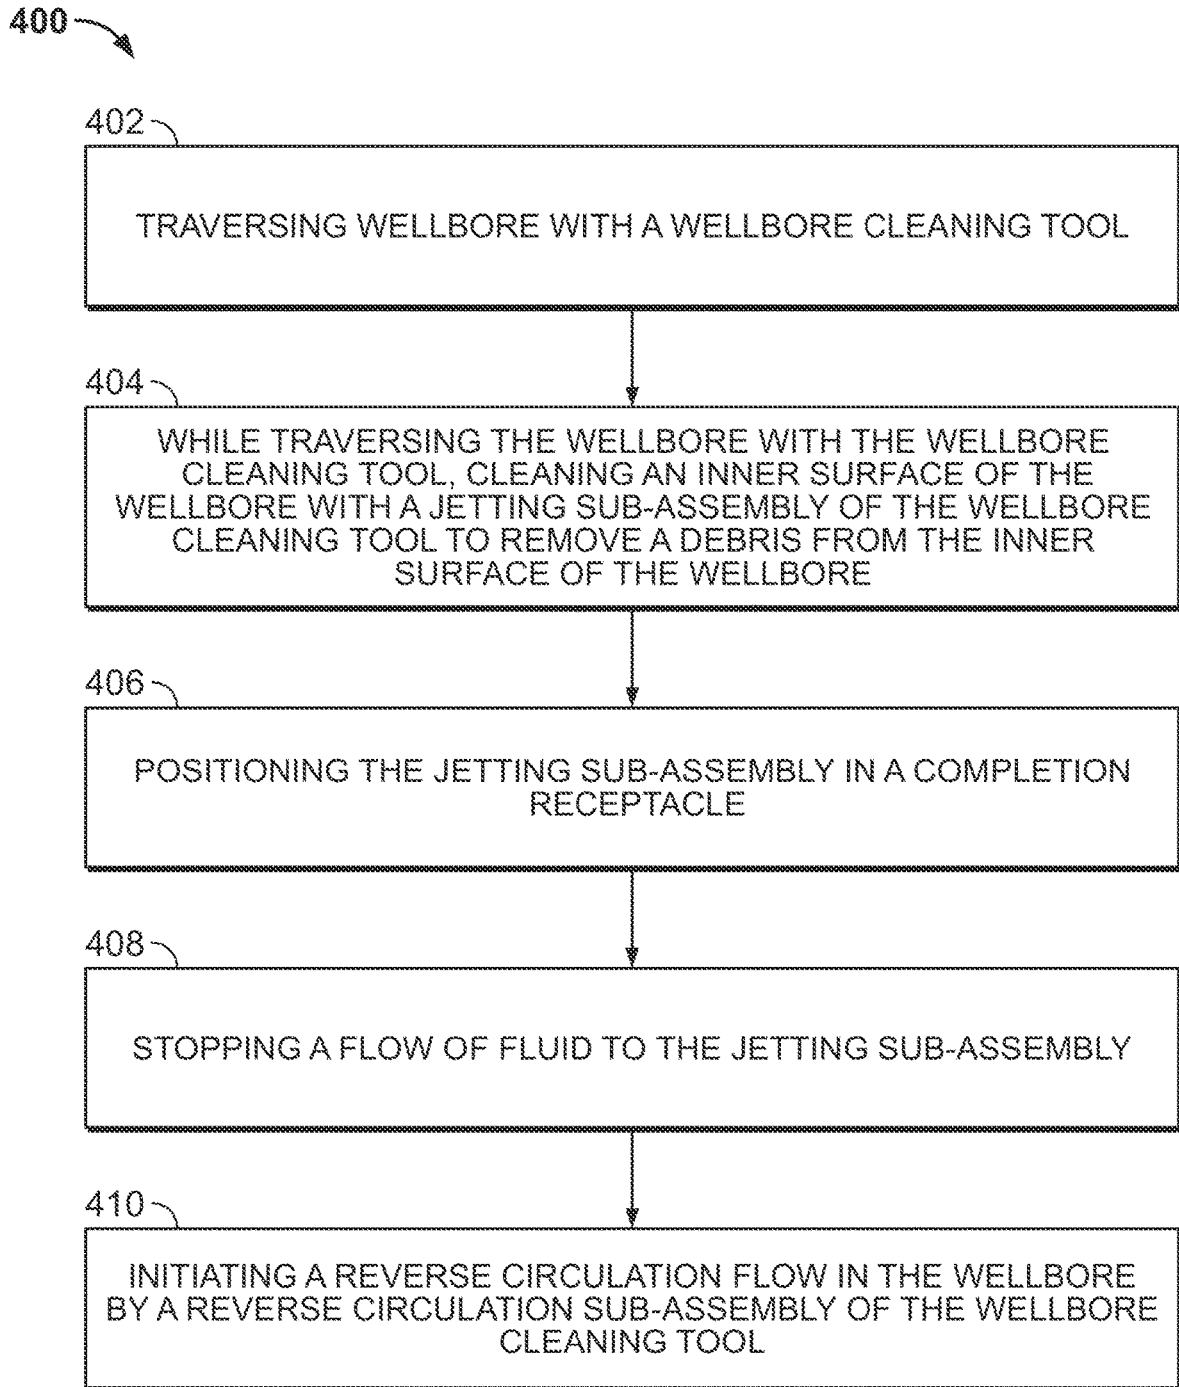 400
402
TRAVERSING WELLBORE WITH A WELLBORE CLEANING TOOL
404
WHILE TRAVERSING THE WELLBORE WITH THE WELLBORE
CLEANING TOOL, CLEANING AN INNER SURFACE OF THE
WELLBORE WITH A JETTING SUB-ASSEMBLY OF THE WELLBORE
CLEANING TOOL TO REMOVE A DEBRIS FROM THE INNER
SURFACE OF THE WELLBORE
406
POSITIONING THE JETTING SUB-ASSEMBLY IN A COMPLETION
RECEPTACLE
408
STOPPING A FLOW OF FLUID TO THE JETTING SUB-ASSEMBLY
410
INITIATING A REVERSE CIRCULATION FLOW IN THE WELLBORE
BY A REVERSE CIRCULATION SUB-ASSEMBLY OF THE WELLBORE
CLEANING TOOL